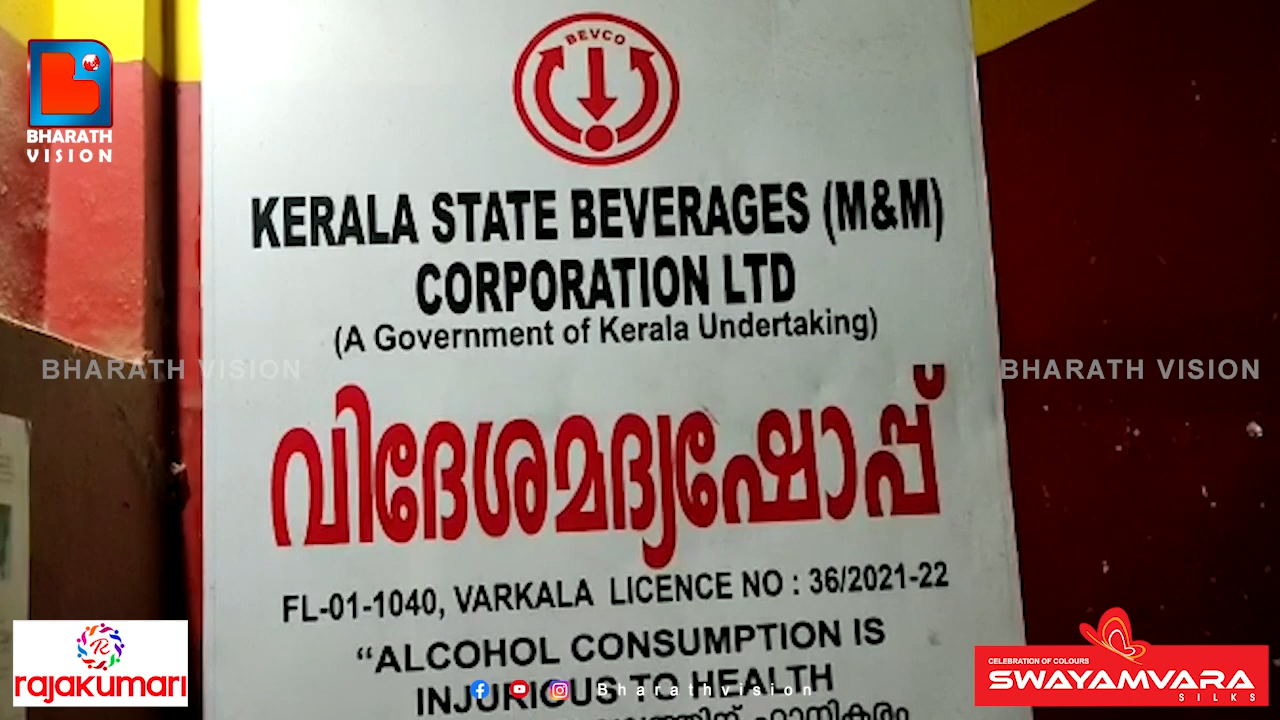 BEVCO
BHARATH
VISION
KERALA STATE BEVERAGES (M&M)
CORPORATION LTD
(A Government of Kerala Undertaking)
BHARATH VISION
BHARATH VISION
വിദേശമദ്യഷോപ്പ്
FL-01-1040, VARKALA LICENCE NO : 36/2021-22
"ALCOHOL CONSUMPTION IS
INJURIOUS TO HEALTH
R
rajakumari
Bharathvision
CELEBRATION OF COLOURS
SWAYAMVARA
SILKS